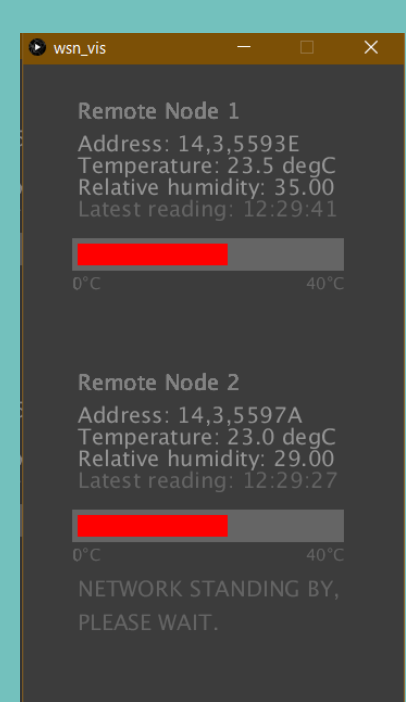 wsn_vis
Remote Node 1
Address: 14,3,5593E
Temperature: 23.5 degC
Relative humidity: 35.00
Latest reading: 12:29:41
0°C 40°C
Remote Node 2
Address: 14,3,5597A
Temperature: 23.0 degC
Relative humidity: 29.00
Latest reading: 12:29:27
0°C 40°C
NETWORK STANDING BY,
PLEASE WAIT.